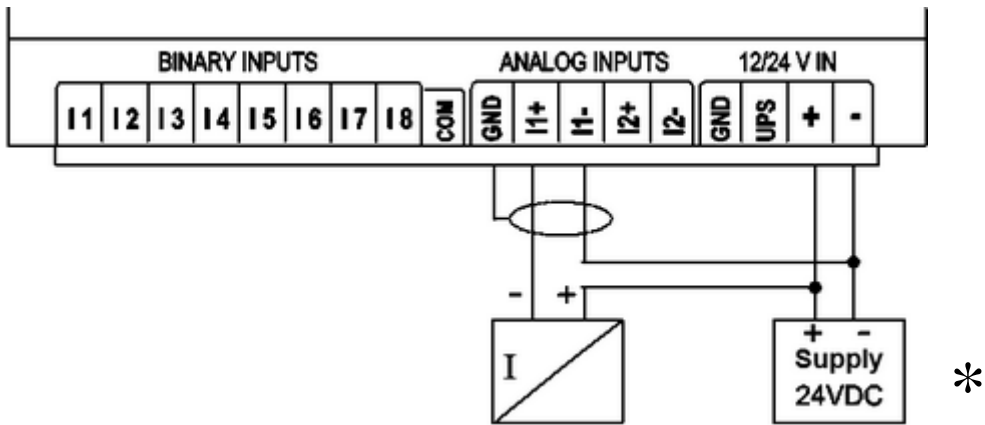 BINARY INPUTS ANALOG INPUTS 12/24 V IN
I1 I2 I3 I4 I5 I6 I7 I8 COM GND I1+ I1- I2+ I2- GND UPS + -
- +
I
+ -
Supply
24VDC
*